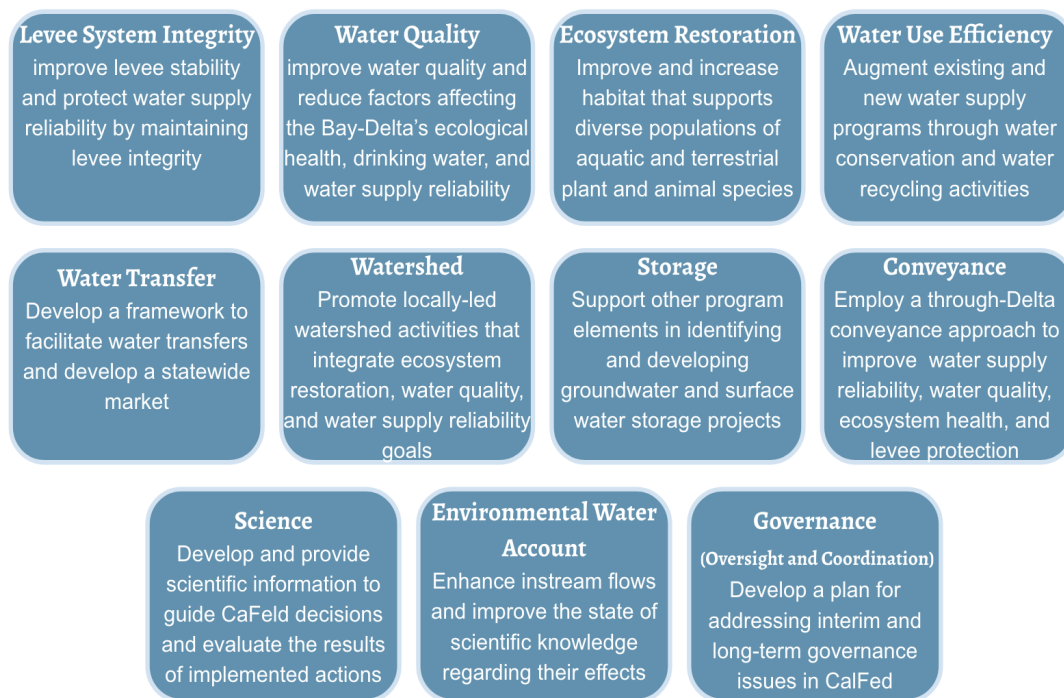 Levee System Integrity
improve levee stability
and protect water supply
reliability by maintaining
levee integrity
Water Quality
improve water quality and
reduce factors affecting
the Bay-Delta's ecological
health, drinking water, and
water supply reliability
Ecosystem Restoration
Improve and increase
habitat that supports
diverse populations of
aquatic and terrestrial
plant and animal species
Water Use Efficiency
Augment existing and
new water supply
programs through water
conservation and water
recycling activities
Water Transfer
Develop a framework to
facilitate water transfers
and develop a statewide
market
Watershed
Promote locally-led
watershed activities that
integrate ecosystem
restoration, water quality,
and water supply reliability
goals
Storage
Support other program
elements in identifying
and developing
groundwater and surface
water storage projects
Conveyance
Employ a through-Delta
conveyance approach to
improve water supply
reliability, water quality,
ecosystem health, and
levee protection
Science
Develop and provide
scientific information to
guide CaFeld decisions
and evaluate the results
of implemented actions
Environmental Water
Account
Enhance instream flows
and improve the state of
scientific knowledge
regarding their effects
Governance
(Oversight and Coordination)
Develop a plan for
addressing interim and
long-term governance
issues in CalFed